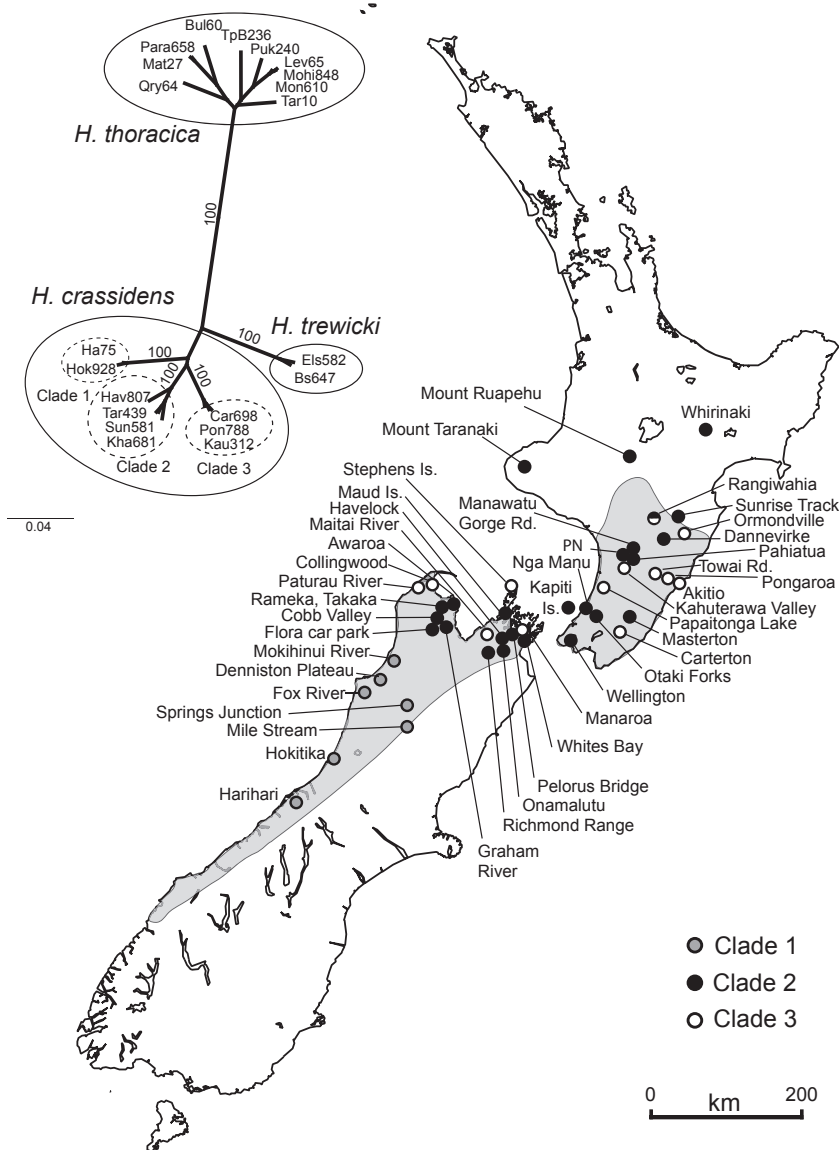 Bul60
TpB236
Para658
Puk240
Mat27
Lev65
Mohi848
Qry64
Mon610
Tar10
H. thoracica
100
H. crassidens
H. trewicki
100
Ha75
100
Els582
Hok928
Bs647
100
100
Clade 1
Hav807
Car698
Tar439
Pon788
Sun581
Kau312
Kha681
Clade 2
Clade 3
0.04
Mount Ruapehu
Whirinaki
Mount Taranaki
Stephens Is.
Maud Is.
Havelock
Maitai River
Awaroa
Collingwood
Paturau River
Rameka, Takaka
Cobb Valley
Flora car park
Mokihinui River
Denniston Plateau
Fox River
Springs Junction
Mile Stream
Hokitika
Harihari
Manawatu
Gorge Rd.
PN
Nga Manu
Kapiti
Is.
Rangiwahia
Sunrise Track
Ormondville
Dannevirke
Pahiatua
Towai Rd.
Pongaroa
Akitio
Kahuterawa Valley
Papaitonga Lake
Masterton
Carterton
Otaki Forks
Wellington
Manaroa
Whites Bay
Pelorus Bridge
Onamalutu
Richmond Range
Graham
River
Clade 1
Clade 2
Clade 3
0
km
200